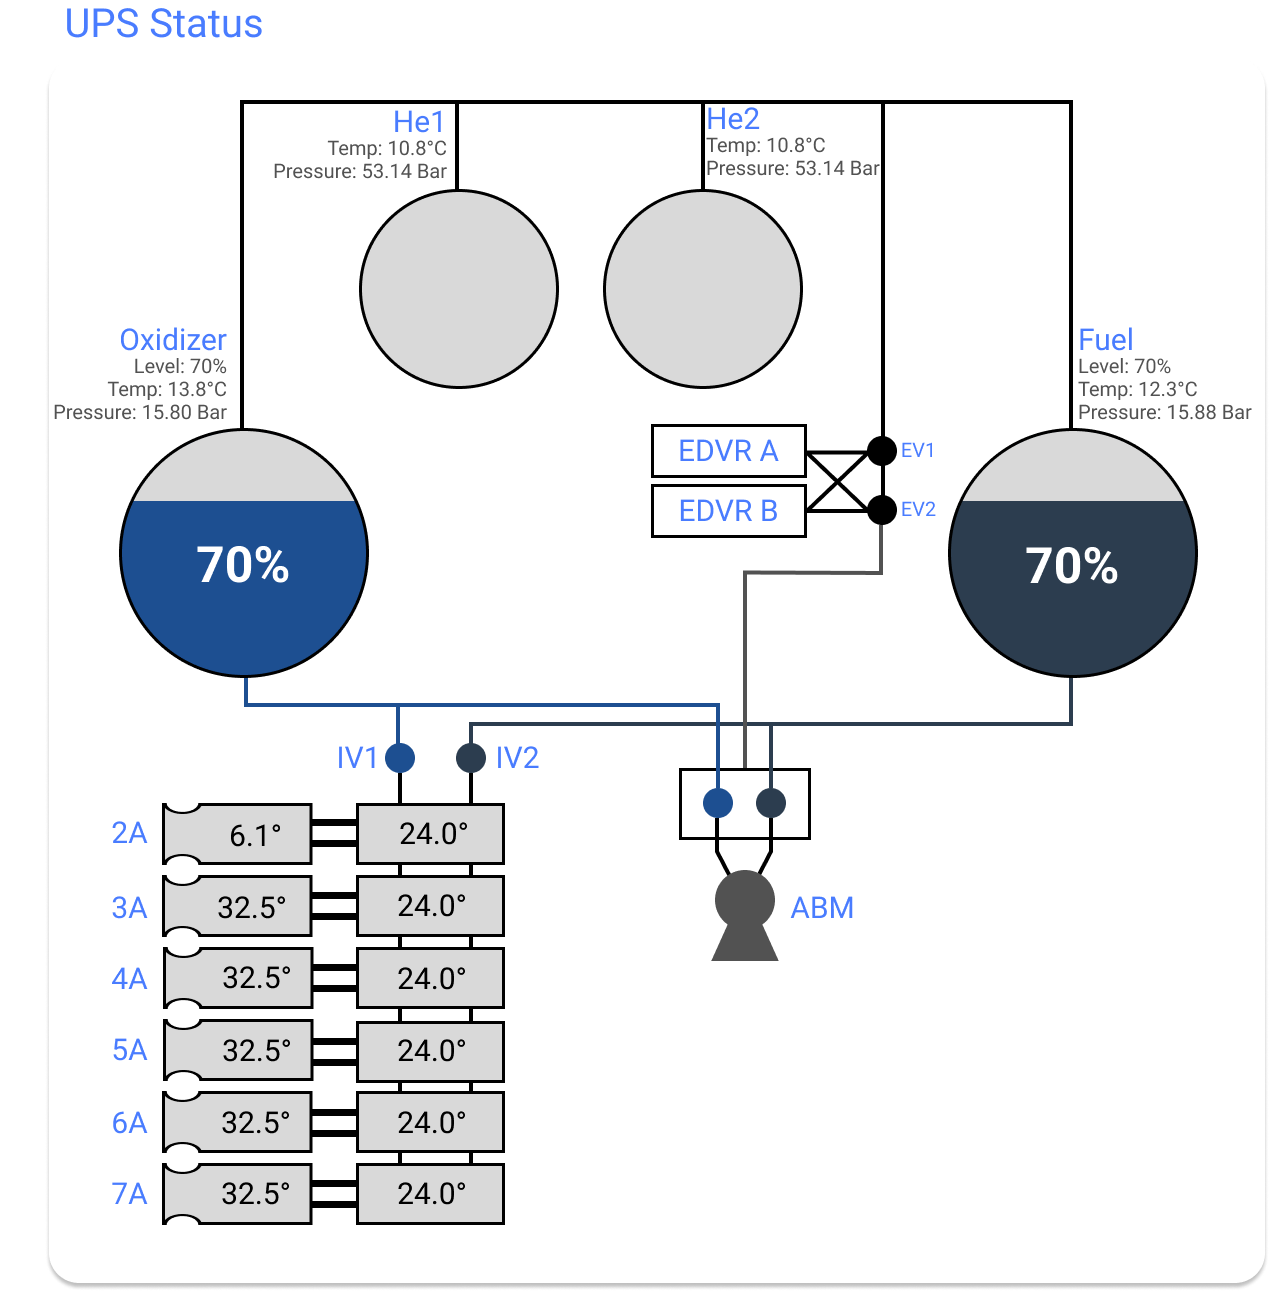 UPS Status
He1
Temp: 10.8°C
Pressure: 53.14 Bar
He2
Temp: 10.8°C
Pressure: 53.14 Bar
Oxidizer
Level: 70%
Temp: 13.8°C
Pressure: 15.80 Bar
Fuel
Level: 70%
Temp: 12.3°C
Pressure: 15.88 Bar
EDVR A
EV1
EDVR B
EV2
70%
70%
IV1
IV2
2A 6.1° 24.0°
3A 32.5° 24.0°
ABM
4A 32.5° 24.0°
5A 32.5° 24.0°
6A 32.5° 24.0°
7A 32.5° 24.0°